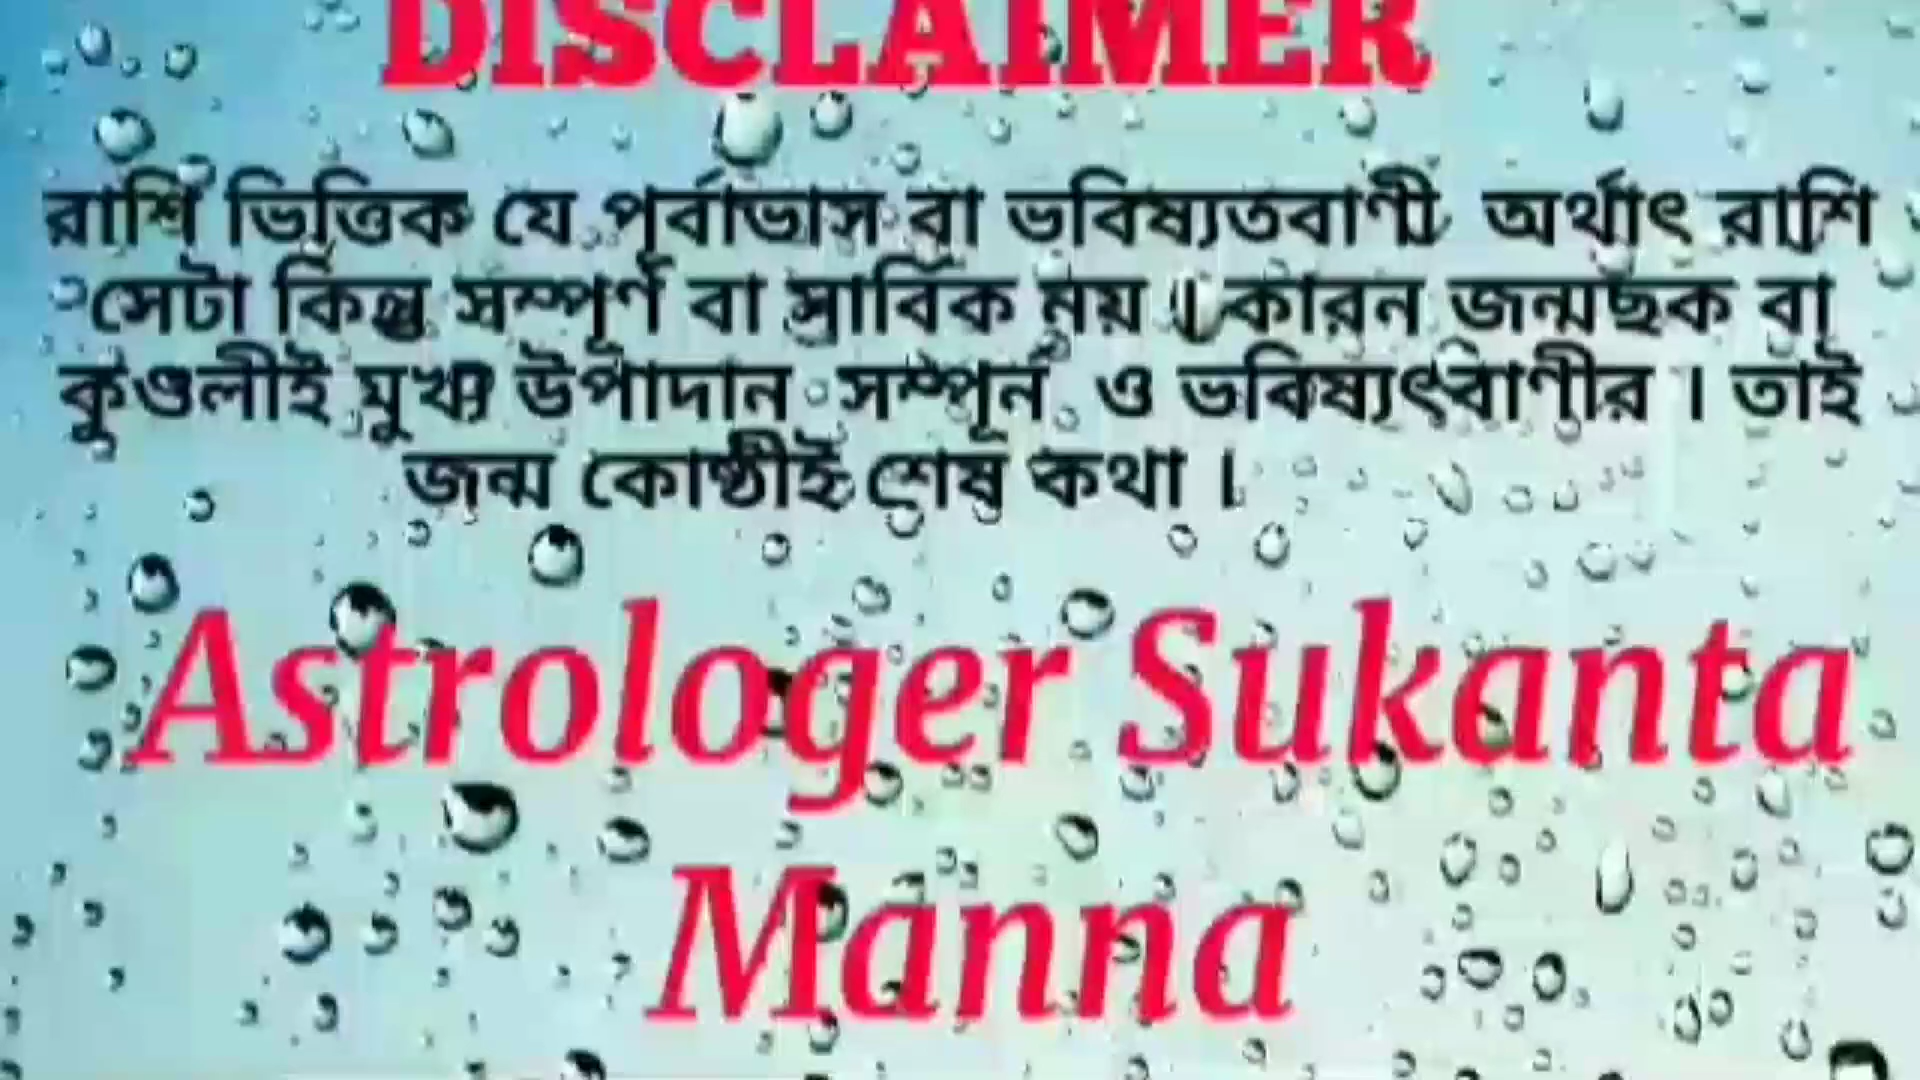 DISCLAIMER
রাশি ভিত্তিক যে পূর্বাভাস বা ভবিষ্যতবাণী অর্থাৎ রাশি
সেটা কিন্তু সম্পূর্ণ বা সার্বিক নয় । কারন জন্মছক বা
কুণ্ডলীই মুখ্য উপাদান সম্পূর্ন ও ভবিষ্যৎবাণীর । তাই
জন্ম কোষ্ঠীই শেষ কথা ।
Astrologer Sukanta
Manna